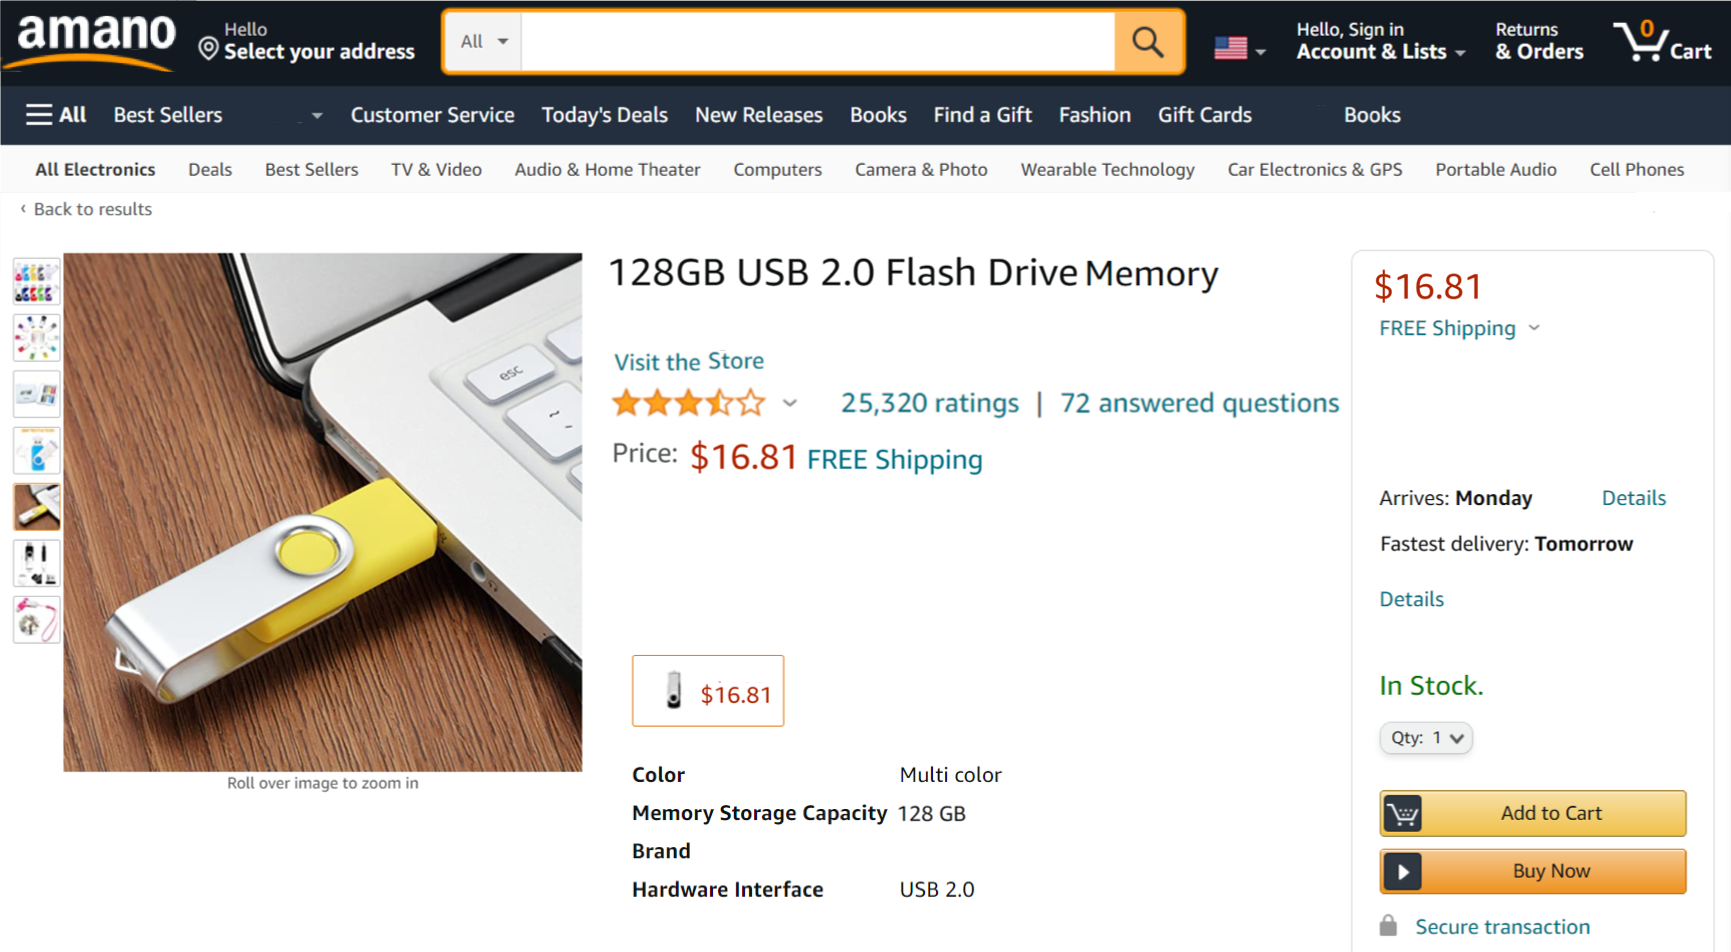 amano
Hello
Select your address
All
Hello, Sign in
Account & Lists
Returns
& Orders
0
Cart
All
Best Sellers
Customer Service
Today's Deals
New Releases
Books
Find a Gift
Fashion
Gift Cards
Books
All Electronics
Deals
Best Sellers
TV & Video
Audio & Home Theater
Computers
Camera & Photo
Wearable Technology
Car Electronics & GPS
Portable Audio
Cell Phones
‹ Back to results
esc
~
Roll over image to zoom in
128GB USB 2.0 Flash Drive Memory
Visit the Store
25,320 ratings | 72 answered questions
Price: $16.81 FREE Shipping
$16.81
Color Multi color
Memory Storage Capacity 128 GB
Brand
Hardware Interface USB 2.0
$16.81
FREE Shipping
Arrives: Monday Details
Fastest delivery: Tomorrow
Details
In Stock.
Qty: 1
Add to Cart
Buy Now
Secure transaction